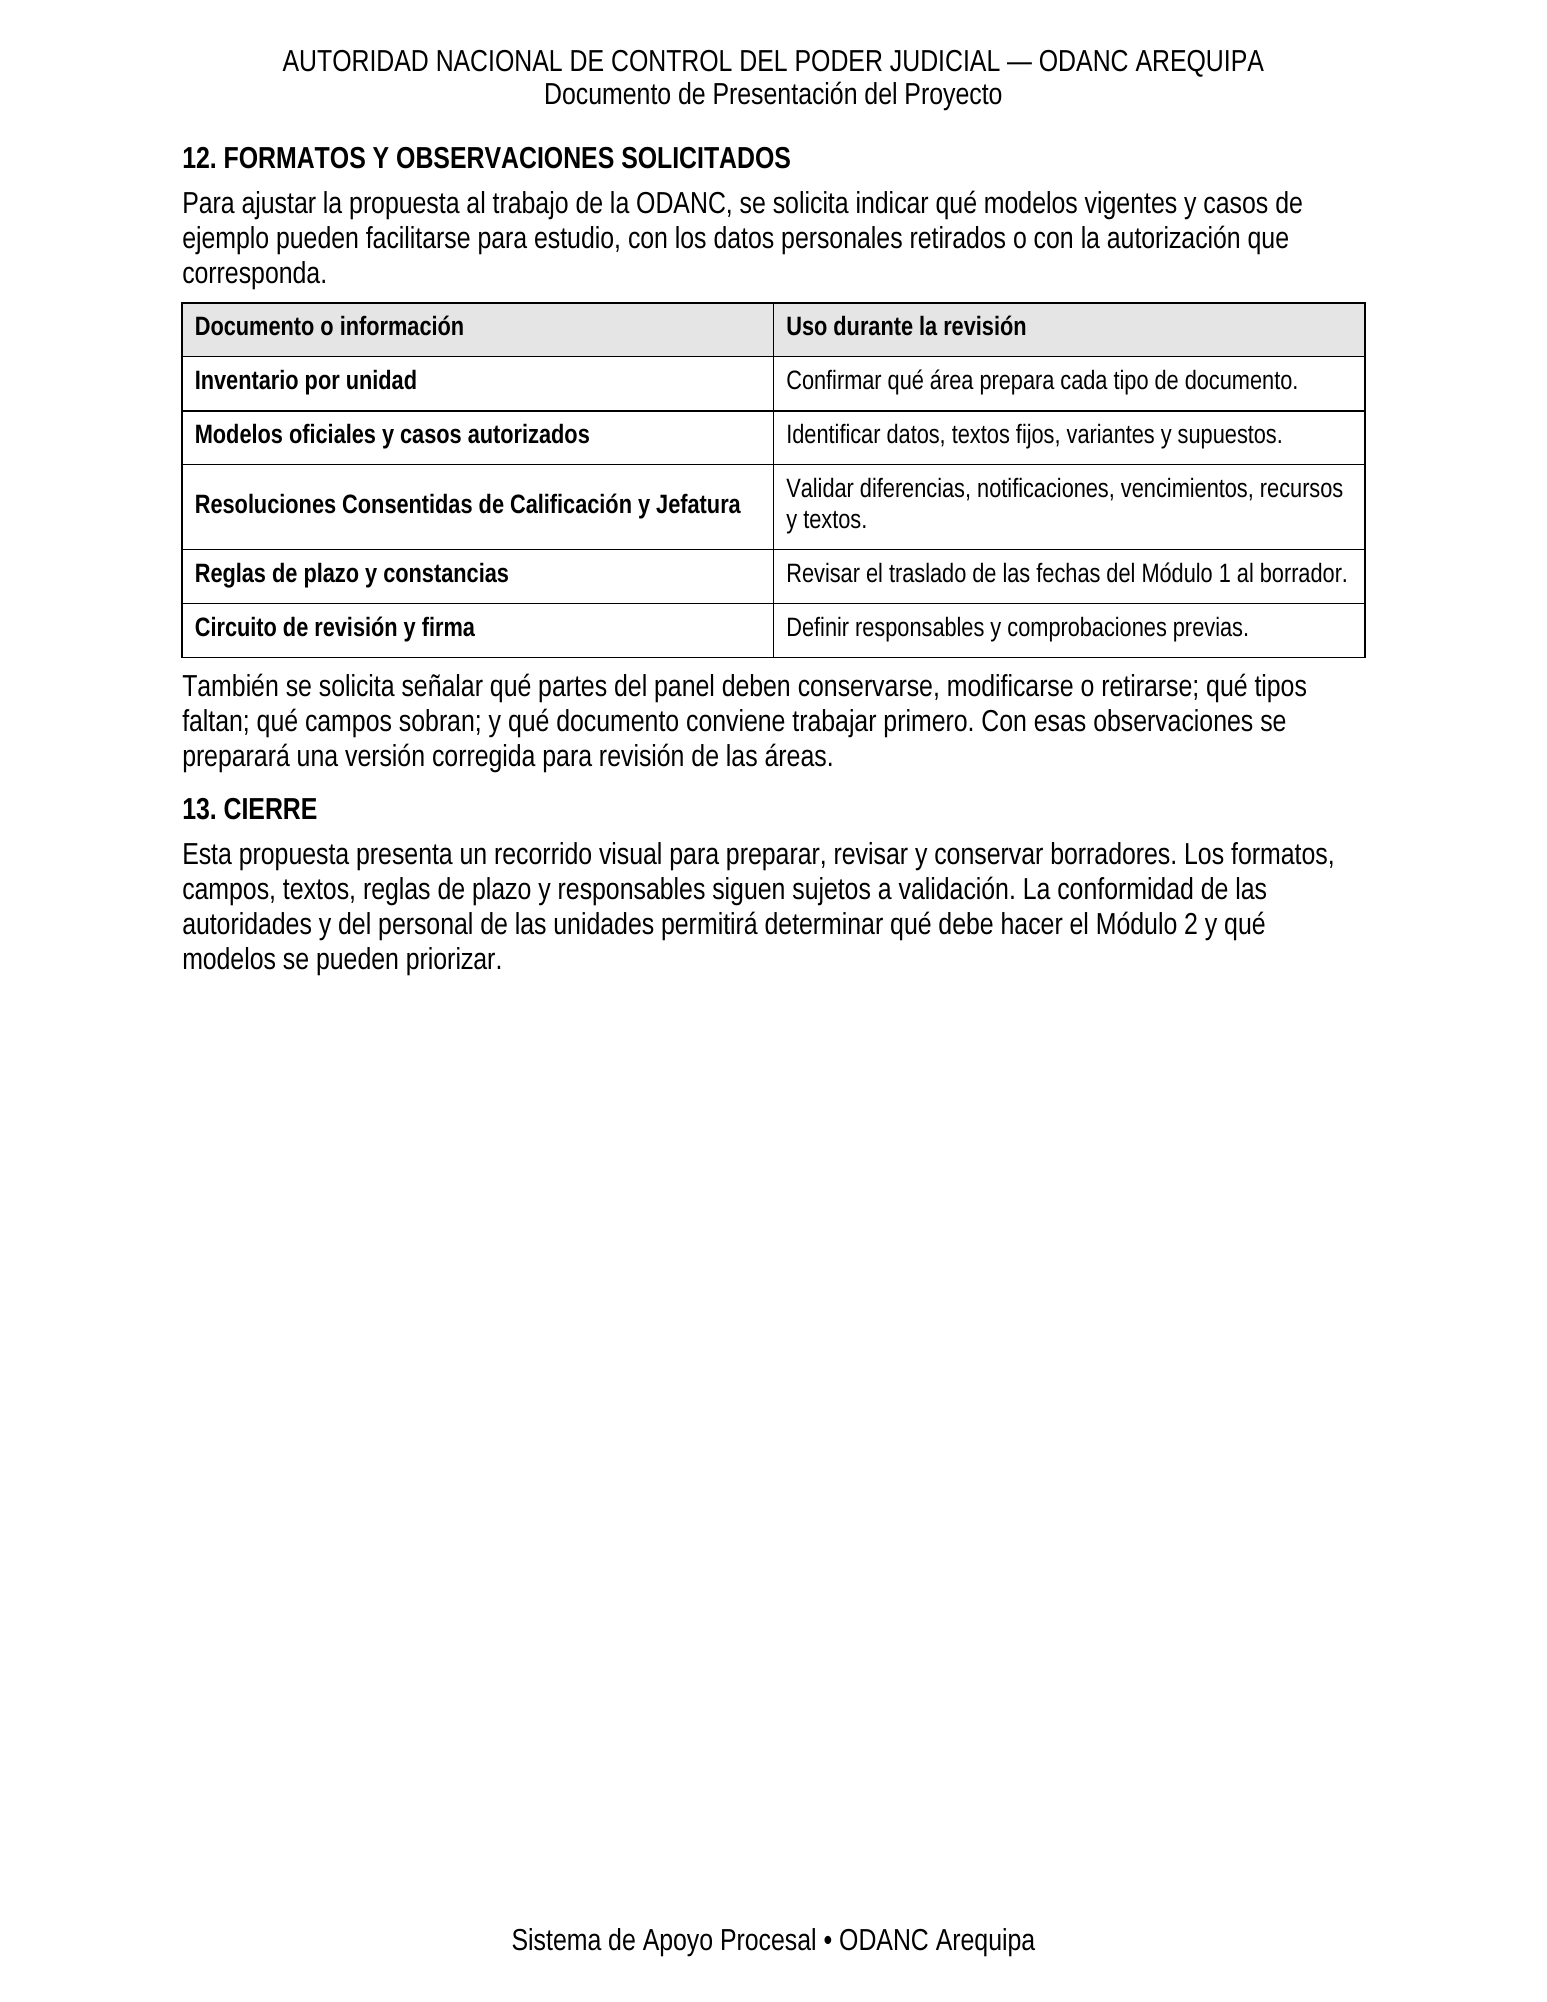 AUTORIDAD NACIONAL DE CONTROL DEL PODER JUDICIAL — ODANC AREQUIPA
Documento de Presentación del Proyecto
12. FORMATOS Y OBSERVACIONES SOLICITADOS
Para ajustar la propuesta al trabajo de la ODANC, se solicita indicar qué modelos vigentes y casos de
ejemplo pueden facilitarse para estudio, con los datos personales retirados o con la autorización que
corresponda.
Documento o información
Uso durante la revisión
Inventario por unidad
Confirmar qué área prepara cada tipo de documento.
Modelos oficiales y casos autorizados
Identificar datos, textos fijos, variantes y supuestos.
Resoluciones Consentidas de Calificación y Jefatura
Validar diferencias, notificaciones, vencimientos, recursos
y textos.
Reglas de plazo y constancias
Revisar el traslado de las fechas del Módulo 1 al borrador.
Circuito de revisión y firma
Definir responsables y comprobaciones previas.
También se solicita señalar qué partes del panel deben conservarse, modificarse o retirarse; qué tipos
faltan; qué campos sobran; y qué documento conviene trabajar primero. Con esas observaciones se
preparará una versión corregida para revisión de las áreas.
13. CIERRE
Esta propuesta presenta un recorrido visual para preparar, revisar y conservar borradores. Los formatos,
campos, textos, reglas de plazo y responsables siguen sujetos a validación. La conformidad de las
autoridades y del personal de las unidades permitirá determinar qué debe hacer el Módulo 2 y qué
modelos se pueden priorizar.
Sistema de Apoyo Procesal • ODANC Arequipa